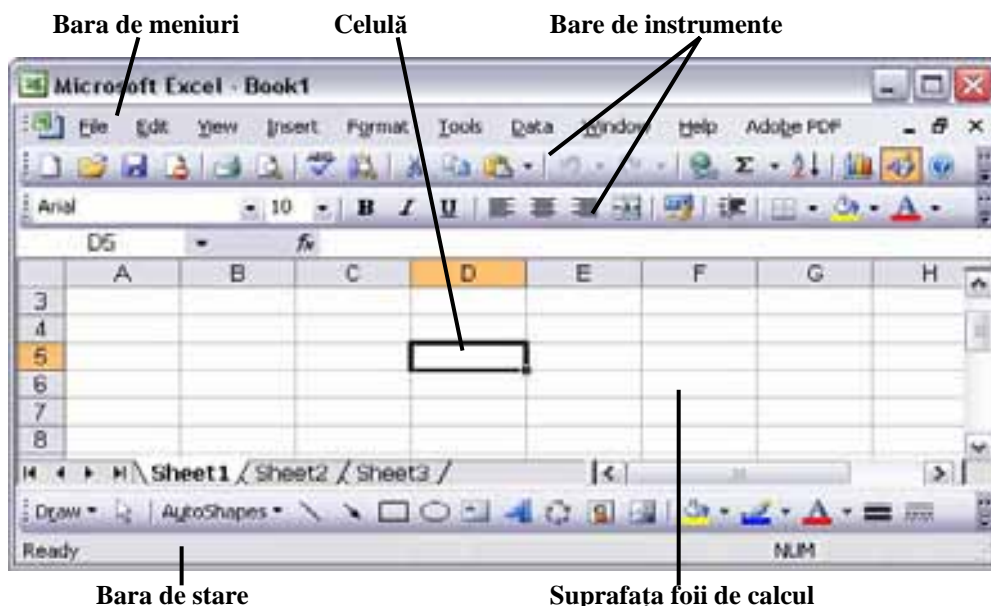 Bara de meniuri Celulă Bare de instrumente
Microsoft Excel - Book1
File Edit View Insert Format Tools Data Window Help Adobe PDF
Arial 10 B I U A
D5 fx
A B C D E F G H
3
4
5
6
7
8
Sheet1 Sheet2 Sheet3
Draw AutoShapes A
Ready NUM
Bara de stare Suprafaţa foii de calcul